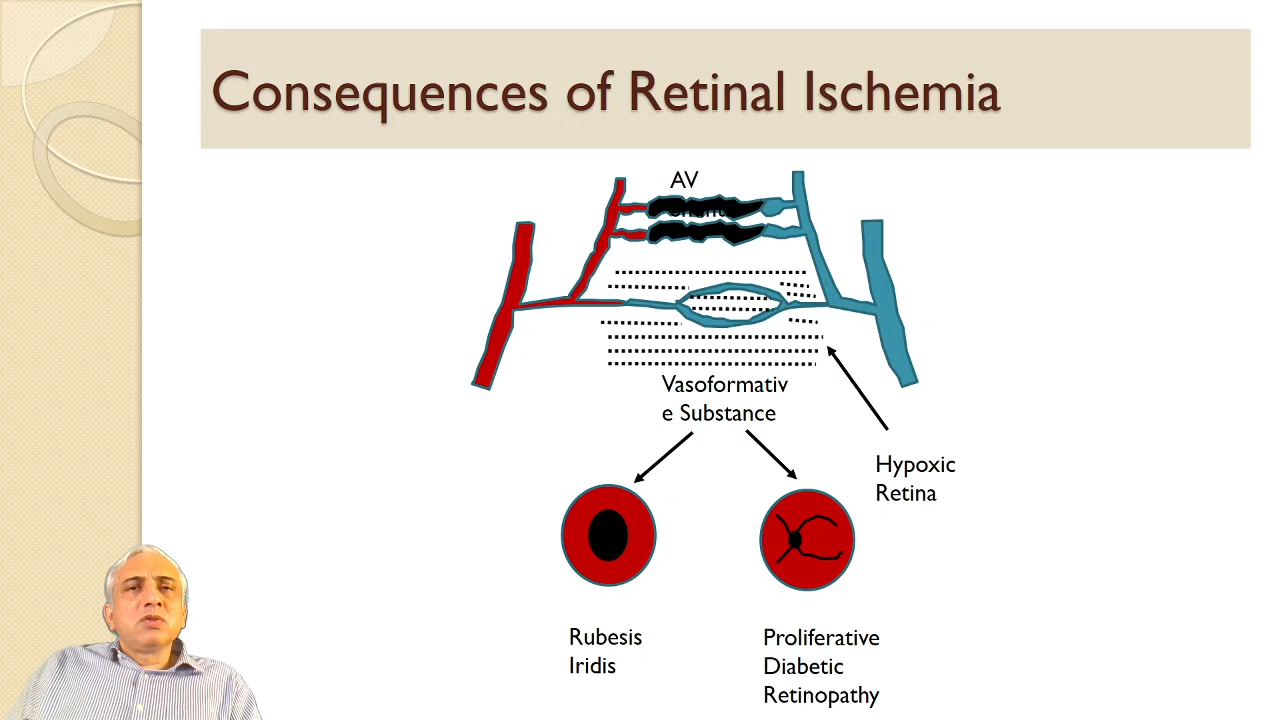 Consequences of Retinal Ischemia
AV
Vasoformativ
e Substance
Hypoxic
Retina
Rubesis
Iridis
Proliferative
Diabetic
Retinopathy